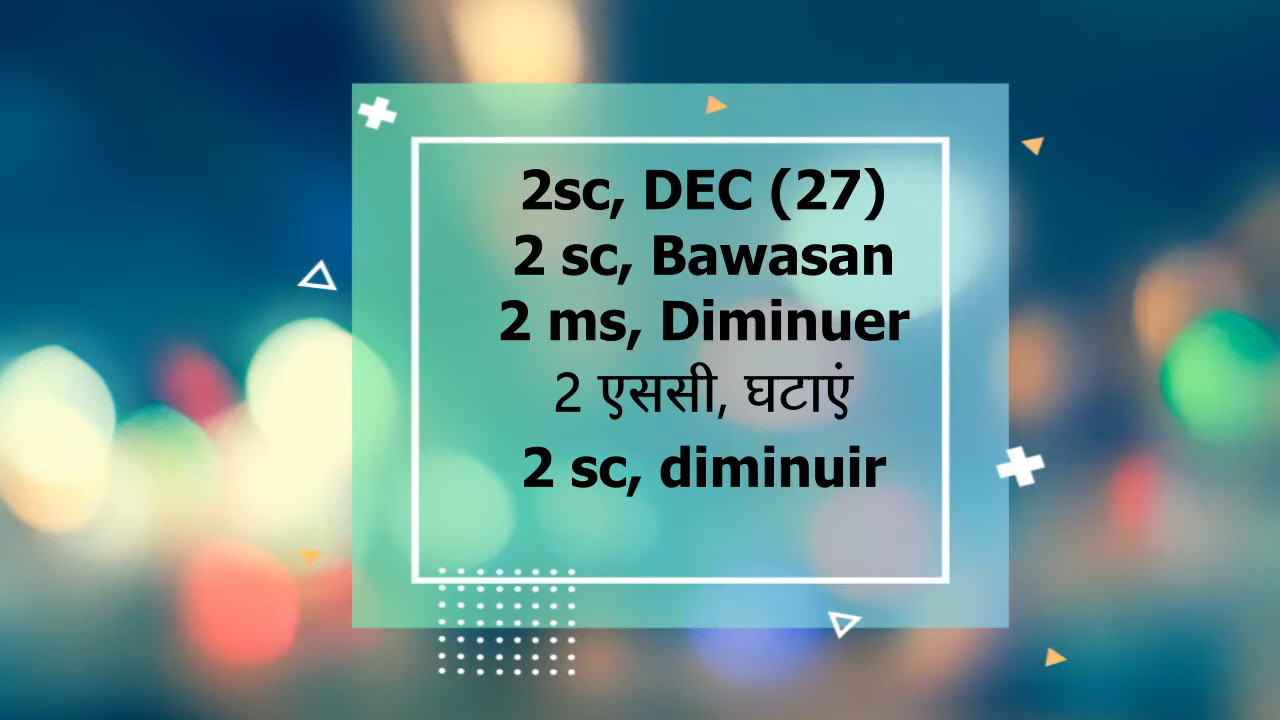 2sc, DEC (27)
2 sc, Bawasan
2 ms, Diminuer
2 एससी, घटाएं
2 sc, diminuir